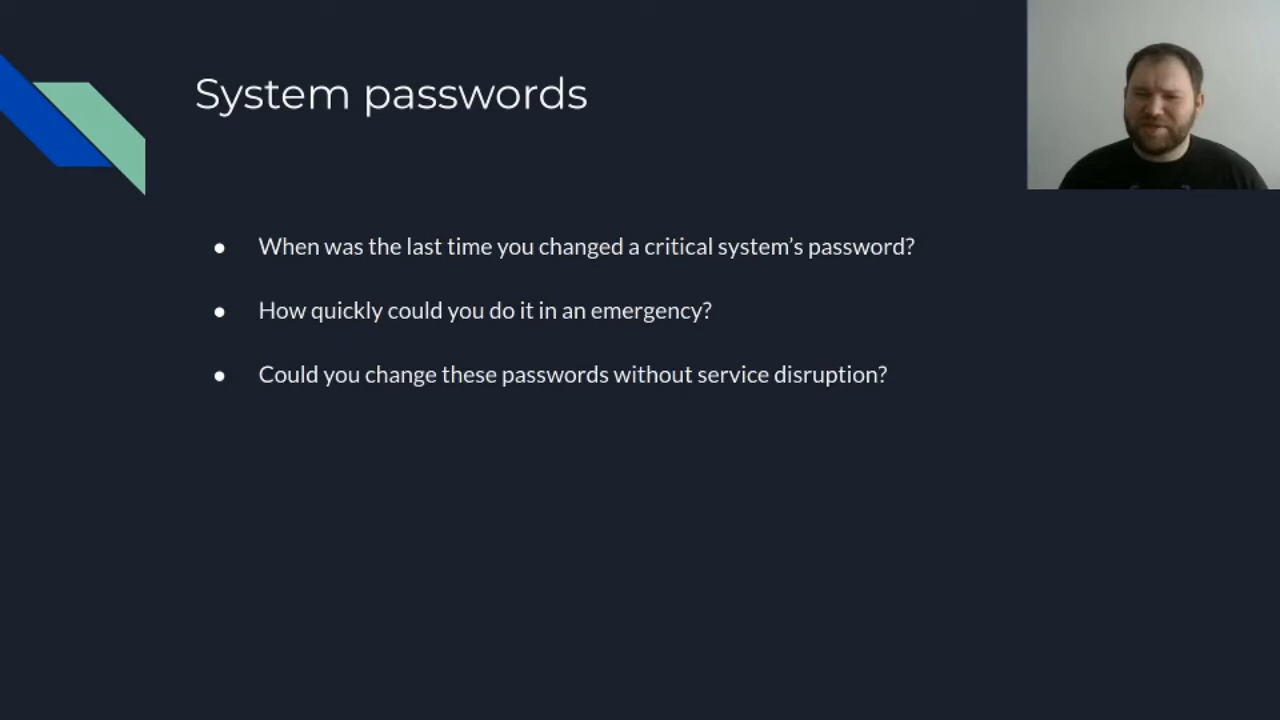 System passwords
● When was the last time you changed a critical system’s password?
● How quickly could you do it in an emergency?
● Could you change these passwords without service disruption?